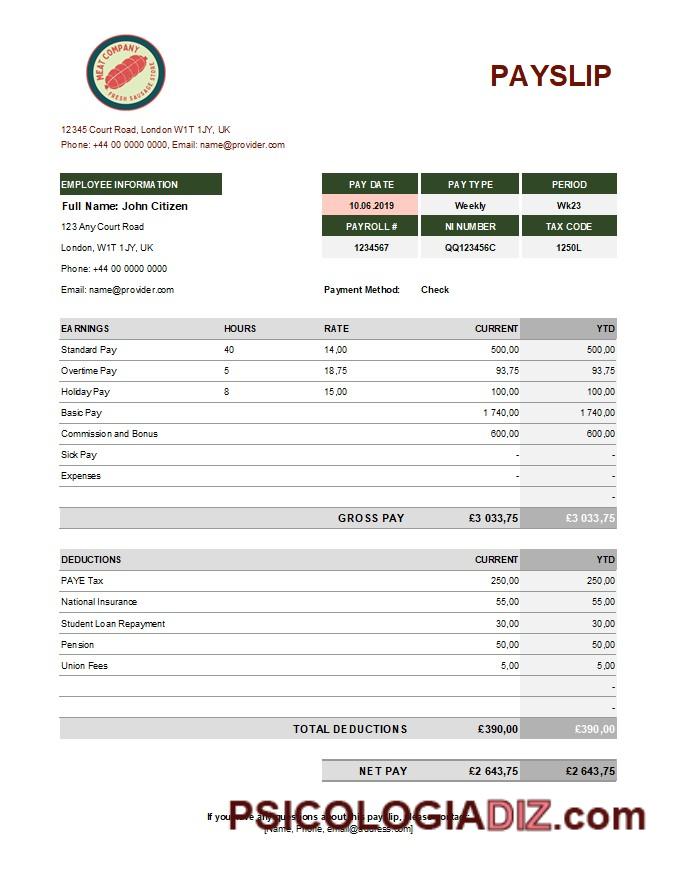 MEAT COMPANY
FRESH SAUSAGE STORE
PAYSLIP
12345 Court Road, London W1T 1JY, UK
Phone: +44 00 0000 0000, Email: name@provider.com
EMPLOYEE INFORMATION PAY DATE PAY TYPE PERIOD
Full Name: John Citizen 10.06.2019 Weekly Wk23
123 Any Court Road PAYROLL # NI NUMBER TAX CODE
London, W1T 1JY, UK 1234567 QQ123456C 1250L
Phone: +44 00 0000 0000
Email: name@provider.com Payment Method: Check
EARNINGS HOURS RATE CURRENT YTD
Standard Pay 40 14,00 500,00 500,00
Overtime Pay 5 18,75 93,75 93,75
Holiday Pay 8 15,00 100,00 100,00
Basic Pay 1 740,00 1 740,00
Commission and Bonus 600,00 600,00
Sick Pay - -
Expenses - -
-
GROSS PAY £3 033,75 £3 033,75
DEDUCTIONS CURRENT YTD
PAYE Tax 250,00 250,00
National Insurance 55,00 55,00
Student Loan Repayment 30,00 30,00
Pension 50,00 50,00
Union Fees 5,00 5,00
-
-
TOTAL DEDUCTIONS £390,00 £390,00
NET PAY £2 643,75 £2 643,75
If you have any questions about this payslip, please contact:
PSICOLOGIADIZ.com
[Name, Phone, email@address.com]